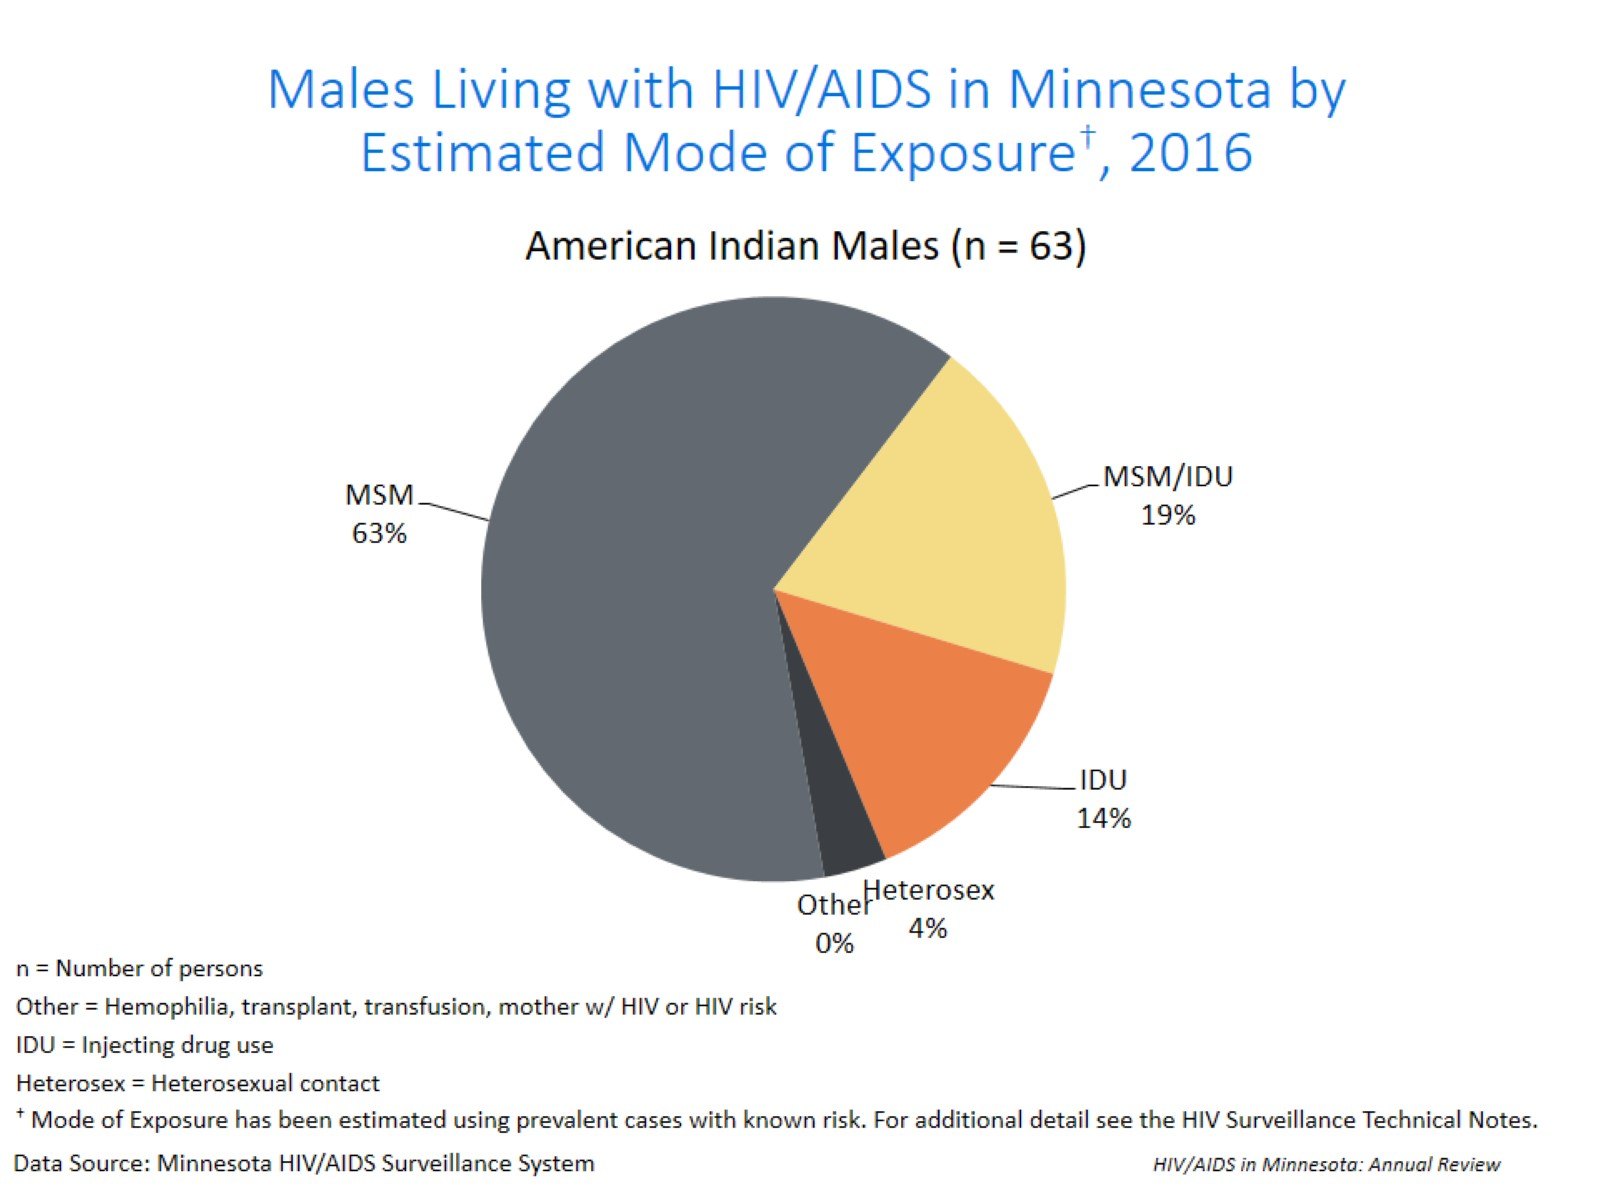 Males Living with HIV/AIDS in Minnesota by
Estimated Mode of Exposure†, 2016
American Indian Males (n = 63)
MSM
63%
MSM/IDU
19%
IDU
14%
Heterosex
4%
Other
0%
n = Number of persons
Other = Hemophilia, transplant, transfusion, mother w/ HIV or HIV risk
IDU = Injecting drug use
Heterosex = Heterosexual contact
† Mode of Exposure has been estimated using prevalent cases with known risk. For additional detail see the HIV Surveillance Technical Notes.
Data Source: Minnesota HIV/AIDS Surveillance System
HIV/AIDS in Minnesota: Annual Review